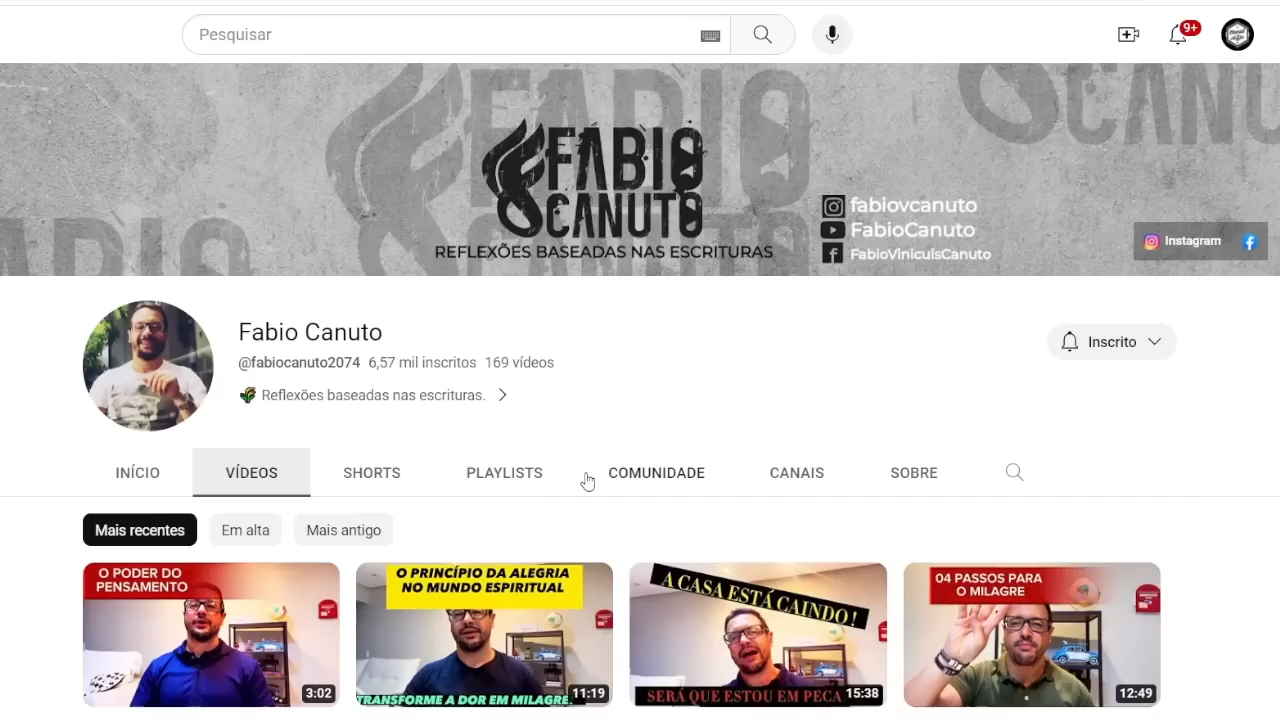 Pesquisar
9+
FABIO
CANUTO
REFLEXÕES BASEADAS NAS ESCRITURAS
fabiovcanuto
FabioCanuto
FabioViniculsCanuto
Instagram
Fabio Canuto
@fabiocanuto2074 6,57 mil inscritos 169 vídeos
Reflexões baseadas nas escrituras.
Inscrito
INÍCIO VÍDEOS SHORTS PLAYLISTS COMUNIDADE CANAIS SOBRE
Mais recentes Em alta Mais antigo
O PODER DO
PENSAMENTO
3:02
O PRINCÍPIO DA ALEGRIA
NO MUNDO ESPIRITUAL
TRANSFORME A DOR EM MILAGRE.
11:19
A CASA ESTÁ CAINDO!
SERÁ QUE ESTOU EM PECA
15:38
04 PASSOS PARA
O MILAGRE
12:49